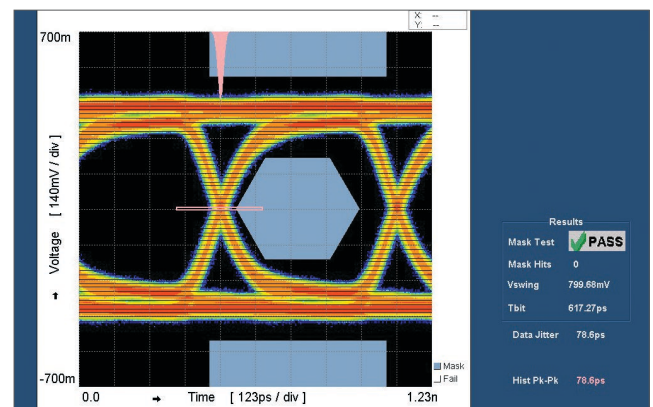 X: --
Y: --
700m
Voltage [ 140mV / div ]
-700m
0.0
Time [ 123ps / div ]
1.23n
Mask
Fail
Results
Mask Test PASS
Mask Hits 0
Vswing 799.68mV
Tbit 617.27ps
Data Jitter 78.6ps
Hist Pk-Pk 78.6ps